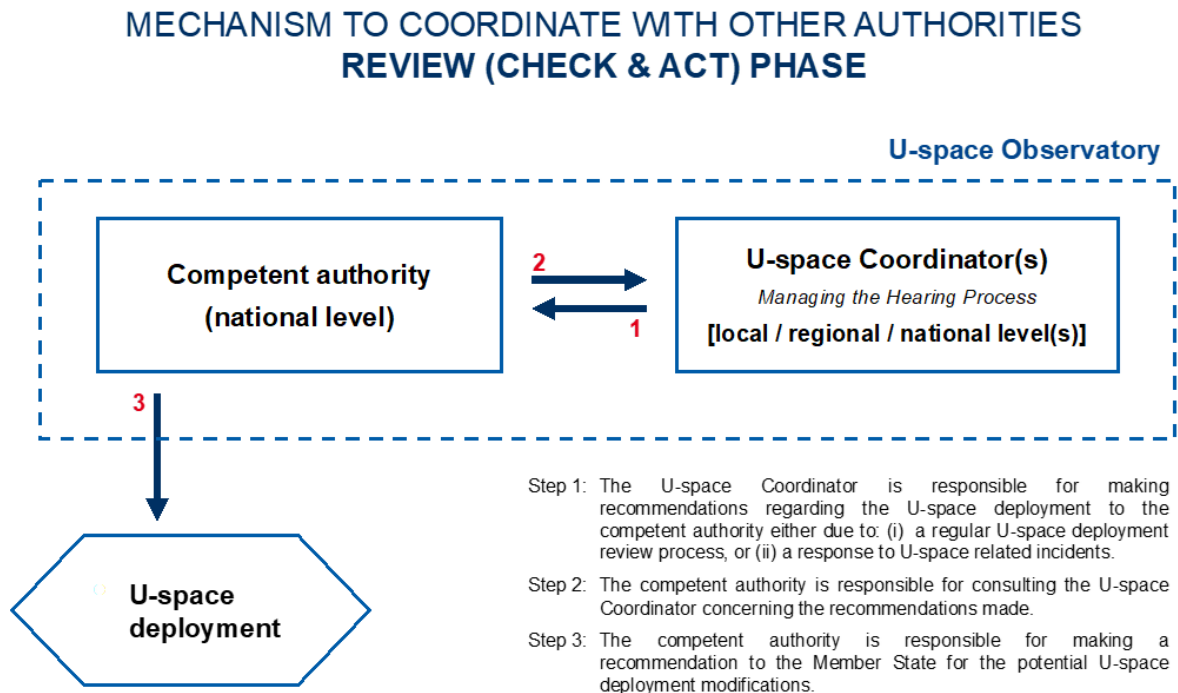 MECHANISM TO COORDINATE WITH OTHER AUTHORITIES
REVIEW (CHECK & ACT) PHASE
U-space Observatory
Competent authority
(national level)
2
1
U-space Coordinator(s)
Managing the Hearing Process
[local / regional / national level(s)]
3
U-space
deployment
Step 1: The U-space Coordinator is responsible for making
recommendations regarding the U-space deployment to the
competent authority either due to: (i) a regular U-space deployment
review process, or (ii) a response to U-space related incidents.
Step 2: The competent authority is responsible for consulting the U-space
Coordinator concerning the recommendations made.
Step 3: The competent authority is responsible for making a
recommendation to the Member State for the potential U-space
deployment modifications.